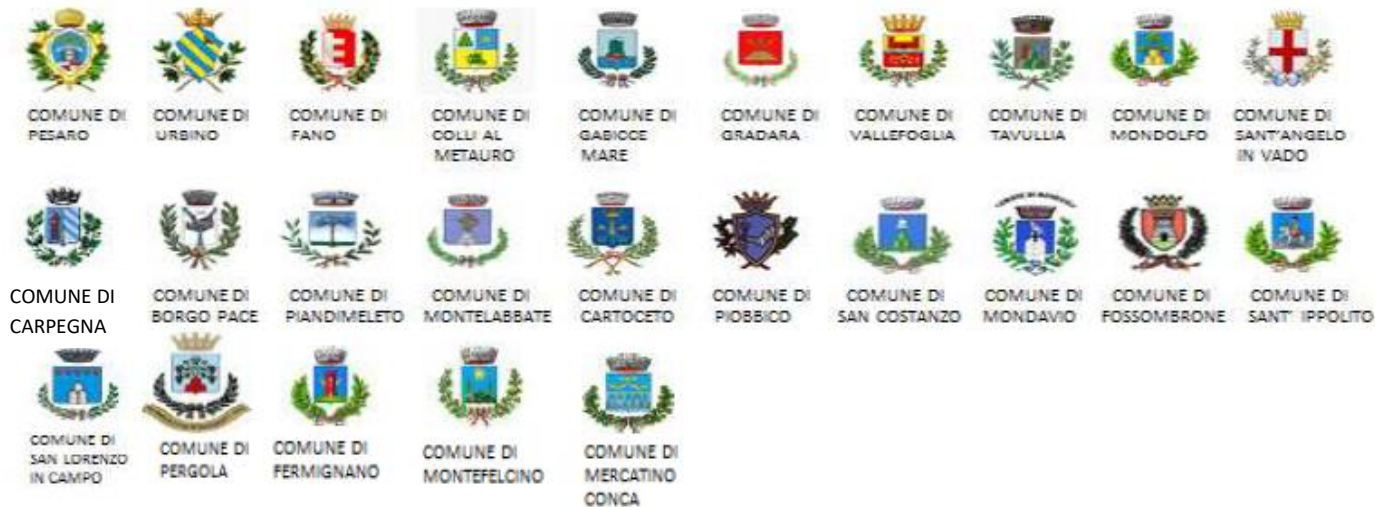 COMUNE DI
PESARO
COMUNE DI
URBINO
COMUNE DI
FANO
COMUNE DI
COLLI AL
METAURO
COMUNE DI
GABICCE
MARE
COMUNE DI
GRADARA
COMUNE DI
VALLEFOGLIA
COMUNE DI
TAVULLIA
COMUNE DI
MONDOLFO
COMUNE DI
SANT'ANGELO
IN VADO
COMUNE DI
CARPEGNA
COMUNE DI
BORGO PACE
COMUNE DI
PIANDIMELETO
COMUNE DI
MONTELABBATE
COMUNE DI
CARTOCETO
COMUNE DI
PIOBBICO
COMUNE DI
SAN COSTANZO
COMUNE DI
MONDAVIO
COMUNE DI
FOSSOMBRONE
COMUNE DI
SANT' IPPOLITO
COMUNE DI
SAN LORENZO
IN CAMPO
COMUNE DI
PERGOLA
COMUNE DI
FERMIGNANO
COMUNE DI
MONTEFELCINO
COMUNE DI
MERCATINO
CONCA